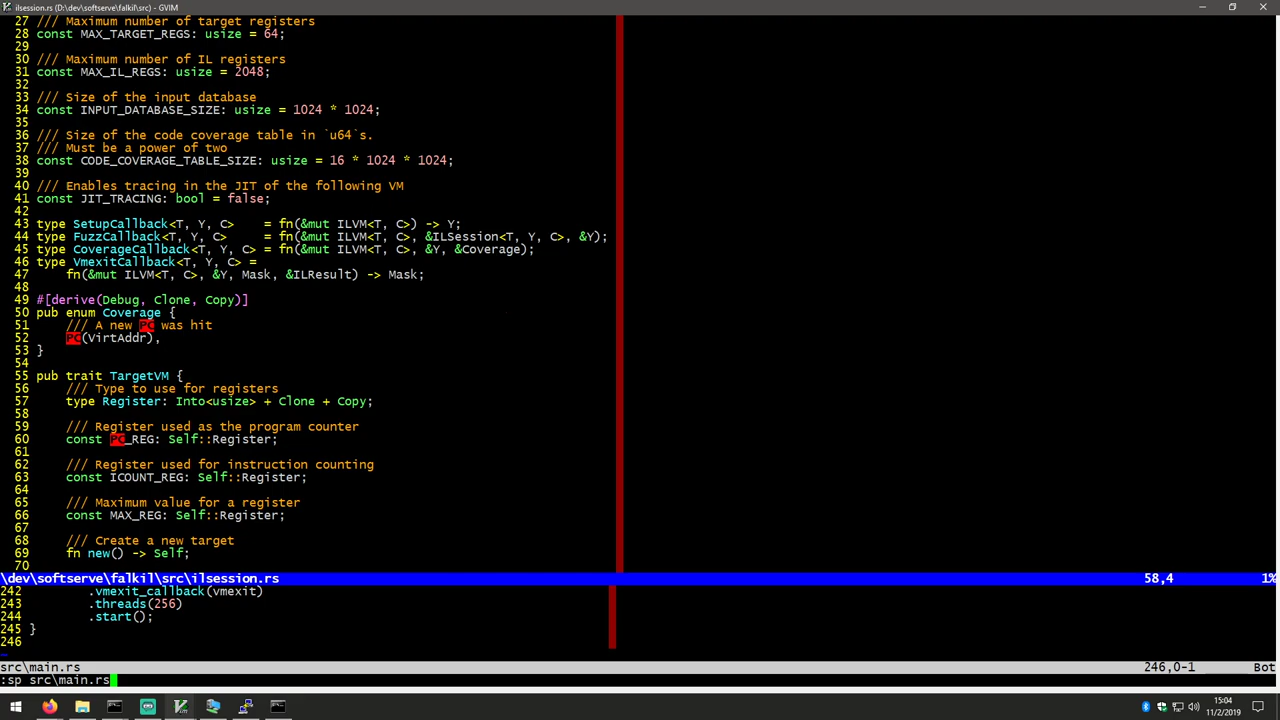 ilsession.rs (D:\dev\softserve\falkil\src) - GVIM
27 /// Maximum number of target registers
28 const MAX_TARGET_REGS: usize = 64;
29
30 /// Maximum number of IL registers
31 const MAX_IL_REGS: usize = 2048;
32
33 /// Size of the input database
34 const INPUT_DATABASE_SIZE: usize = 1024 * 1024;
35
36 /// Size of the code coverage table in `u64`s.
37 /// Must be a power of two
38 const CODE_COVERAGE_TABLE_SIZE: usize = 16 * 1024 * 1024;
39
40 /// Enables tracing in the JIT of the following VM
41 const JIT_TRACING: bool = false;
42
43 type SetupCallback<T, Y, C>    = fn(&mut ILVM<T, C>) -> Y;
44 type FuzzCallback<T, Y, C>     = fn(&mut ILVM<T, C>, &ILSession<T, Y, C>, &Y);
45 type CoverageCallback<T, Y, C> = fn(&mut ILVM<T, C>, &Y, &Coverage);
46 type VmexitCallback<T, Y, C> =
47     fn(&mut ILVM<T, C>, &Y, Mask, &ILResult) -> Mask;
48
49 #[derive(Debug, Clone, Copy)]
50 pub enum Coverage {
51     /// A new PC was hit
52     PC(VirtAddr),
53 }
54
55 pub trait TargetVM {
56     /// Type to use for registers
57     type Register: Into<usize> + Clone + Copy;
58
59     /// Register used as the program counter
60     const PC_REG: Self::Register;
61
62     /// Register used for instruction counting
63     const ICOUNT_REG: Self::Register;
64
65     /// Maximum value for a register
66     const MAX_REG: Self::Register;
67
68     /// Create a new target
69     fn new() -> Self;
70
\dev\softserve\falkil\src\ilsession.rs 58,4 1%
242         .vmexit_callback(vmexit)
243         .threads(256)
244         .start();
245 }
246
~
src\main.rs 246,0-1 Bot
:sp src\main.rs
15:04
11/2/2019